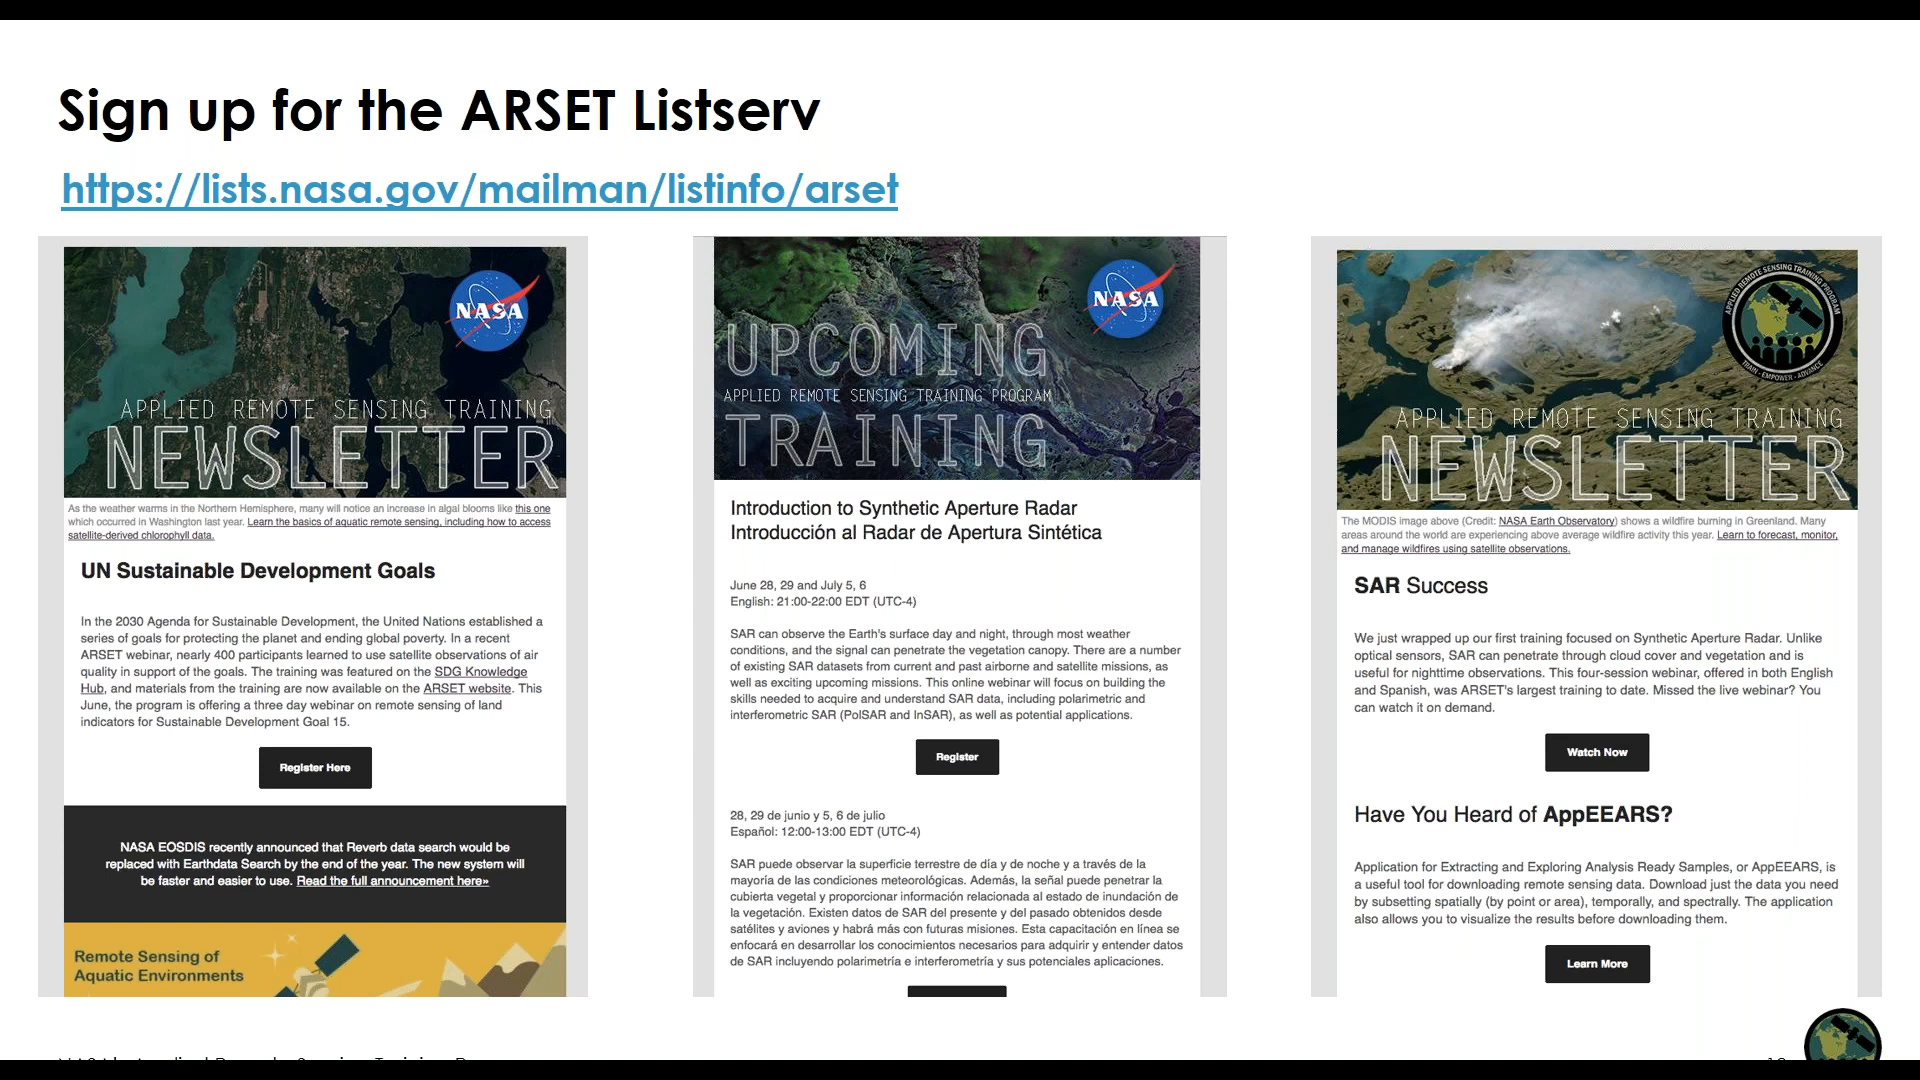 Sign up for the ARSET Listserv
https://lists.nasa.gov/mailman/listinfo/arset
NASA
APPLIED REMOTE SENSING TRAINING
NEWSLETTER
As the weather warms in the Northern Hemisphere, many will notice an increase in algal blooms like this one
which occurred in Washington last year. Learn the basics of aquatic remote sensing, including how to access
satellite-derived chlorophyll data.
UN Sustainable Development Goals
In the 2030 Agenda for Sustainable Development, the United Nations established a
series of goals for protecting the planet and ending global poverty. In a recent
ARSET webinar, nearly 400 participants learned to use satellite observations of air
quality in support of the goals. The training was featured on the SDG Knowledge
Hub, and materials from the training are now available on the ARSET website. This
June, the program is offering a three day webinar on remote sensing of land
indicators for Sustainable Development Goal 15.
Register Here
NASA EOSDIS recently announced that Reverb data search would be
replaced with Earthdata Search by the end of the year. The new system will
be faster and easier to use. Read the full announcement here»
Remote Sensing of
Aquatic Environments
NASA
UPCOMING
APPLIED REMOTE SENSING TRAINING PROGRAM
TRAINING
Introduction to Synthetic Aperture Radar
Introducción al Radar de Apertura Sintética
June 28, 29 and July 5, 6
English: 21:00-22:00 EDT (UTC-4)
SAR can observe the Earth's surface day and night, through most weather
conditions, and the signal can penetrate the vegetation canopy. There are a number
of existing SAR datasets from current and past airborne and satellite missions, as
well as exciting upcoming missions. This online webinar will focus on building the
skills needed to acquire and understand SAR data, including polarimetric and
interferometric SAR (PolSAR and InSAR), as well as potential applications.
Register
28, 29 de junio y 5, 6 de julio
Español: 12:00-13:00 EDT (UTC-4)
SAR puede observar la superficie terrestre de día y de noche y a través de la
mayoría de las condiciones meteorológicas. Además, la señal puede penetrar la
cubierta vegetal y proporcionar información relacionada al estado de inundación de
la vegetación. Existen datos de SAR del presente y del pasado obtenidos desde
satélites y aviones y habrá más con futuras misiones. Esta capacitación en línea se
enfocará en desarrollar los conocimientos necesarios para adquirir y entender datos
de SAR incluyendo polarimetría e interferometría y sus potenciales aplicaciones.
APPLIED REMOTE SENSING TRAINING PROGRAM
TRAIN · EMPOWER · ADVANCE
APPLIED REMOTE SENSING TRAINING
NEWSLETTER
The MODIS image above (Credit: NASA Earth Observatory) shows a wildfire burning in Greenland. Many
areas around the world are experiencing above average wildfire activity this year. Learn to forecast, monitor,
and manage wildfires using satellite observations.
SAR Success
We just wrapped up our first training focused on Synthetic Aperture Radar. Unlike
optical sensors, SAR can penetrate through cloud cover and vegetation and is
useful for nighttime observations. This four-session webinar, offered in both English
and Spanish, was ARSET's largest training to date. Missed the live webinar? You
can watch it on demand.
Watch Now
Have You Heard of AppEEARS?
Application for Extracting and Exploring Analysis Ready Samples, or AppEEARS, is
a useful tool for downloading remote sensing data. Download just the data you need
by subsetting spatially (by point or area), temporally, and spectrally. The application
also allows you to visualize the results before downloading them.
Learn More